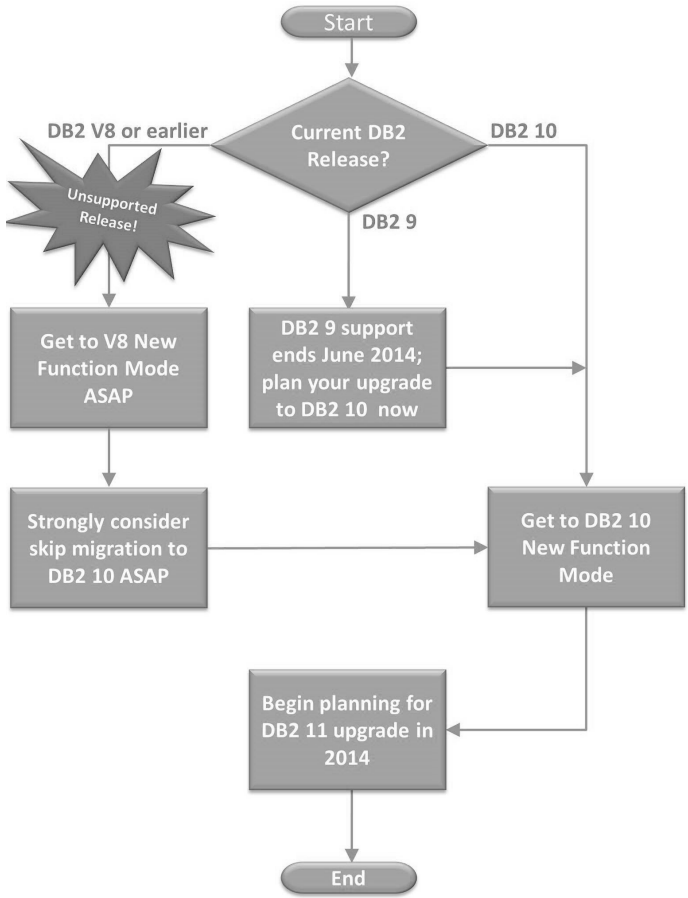 Start
Current DB2
Release?
DB2 V8 or earlier
DB2 10
DB2 9
Unsupported
Release!
Get to V8 New
Function Mode
ASAP
DB2 9 support
ends June 2014;
plan your upgrade
to DB2 10 now
Strongly consider
skip migration to
DB2 10 ASAP
Get to DB2 10
New Function
Mode
Begin planning for
DB2 11 upgrade in
2014
End